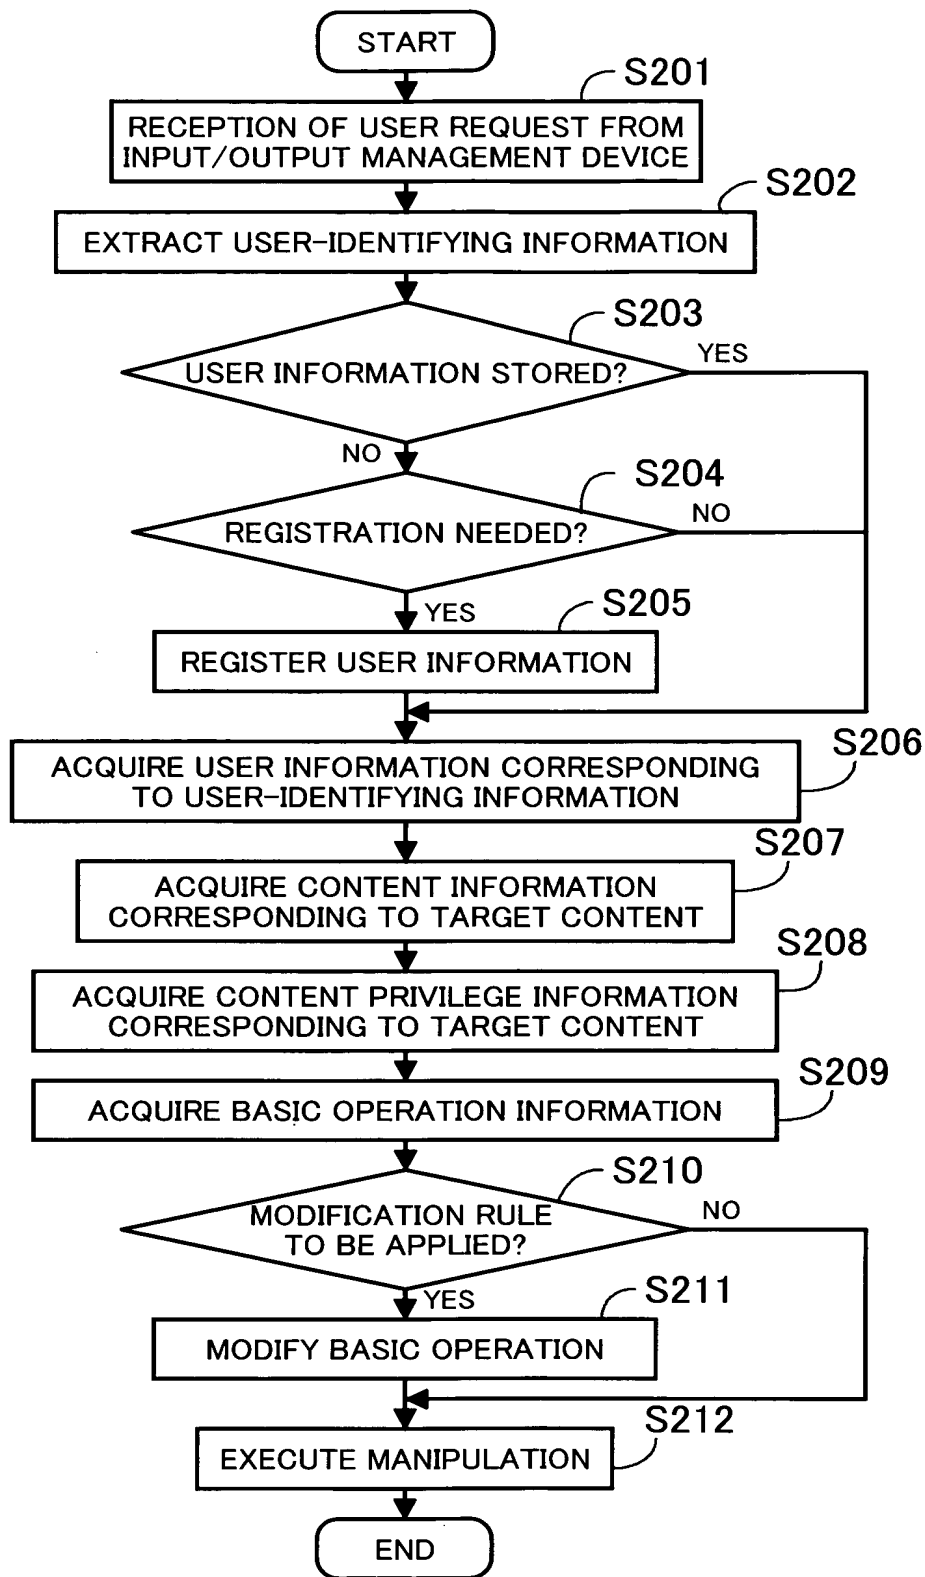 START
S201
RECEPTION OF USER REQUEST FROM
INPUT/OUTPUT MANAGEMENT DEVICE
S202
EXTRACT USER-IDENTIFYING INFORMATION
S203
USER INFORMATION STORED?
YES
NO
S204
REGISTRATION NEEDED?
NO
YES
S205
REGISTER USER INFORMATION
S206
ACQUIRE USER INFORMATION CORRESPONDING
TO USER-IDENTIFYING INFORMATION
S207
ACQUIRE CONTENT INFORMATION
CORRESPONDING TO TARGET CONTENT
S208
ACQUIRE CONTENT PRIVILEGE INFORMATION
CORRESPONDING TO TARGET CONTENT
S209
ACQUIRE BASIC OPERATION INFORMATION
S210
MODIFICATION RULE
TO BE APPLIED?
NO
YES
S211
MODIFY BASIC OPERATION
S212
EXECUTE MANIPULATION
END